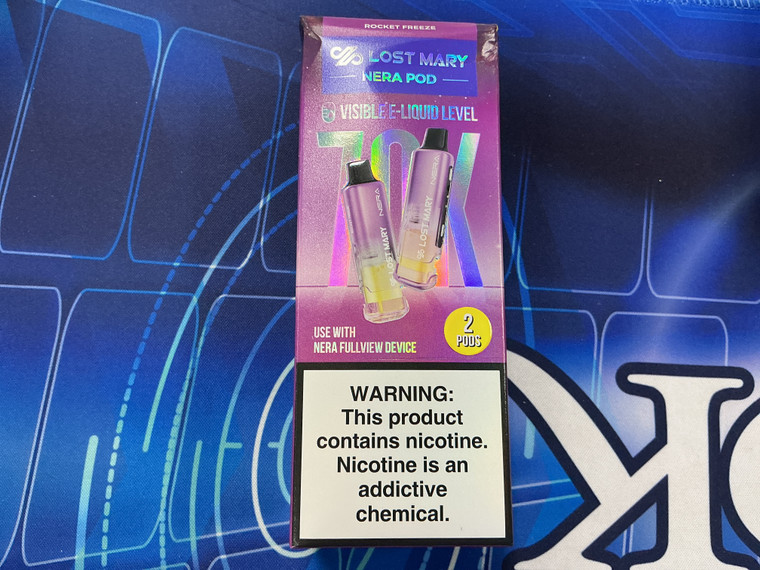 ROCKET FREEZE
LOST MARY
NERA POD
VISIBLE E-LIQUID LEVEL
70K
NERA
LOST MARY
NERA
LOST MARY
USE WITH
NERA FULLVIEW DEVICE
2
PODS
WARNING:
This product
contains nicotine.
Nicotine is an
addictive
chemical.
K